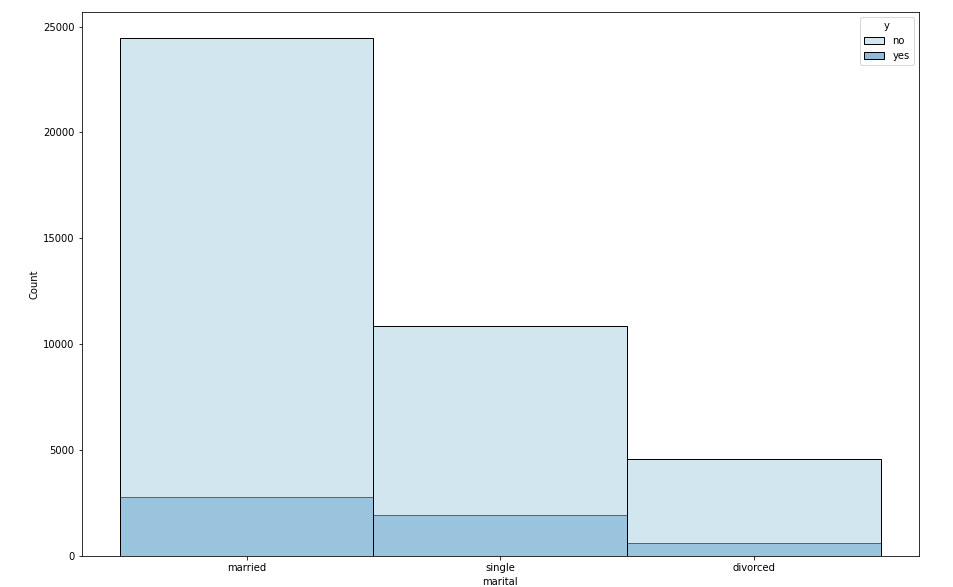 y
no
yes
25000
20000
15000
10000
5000
0
Count
married single divorced
marital